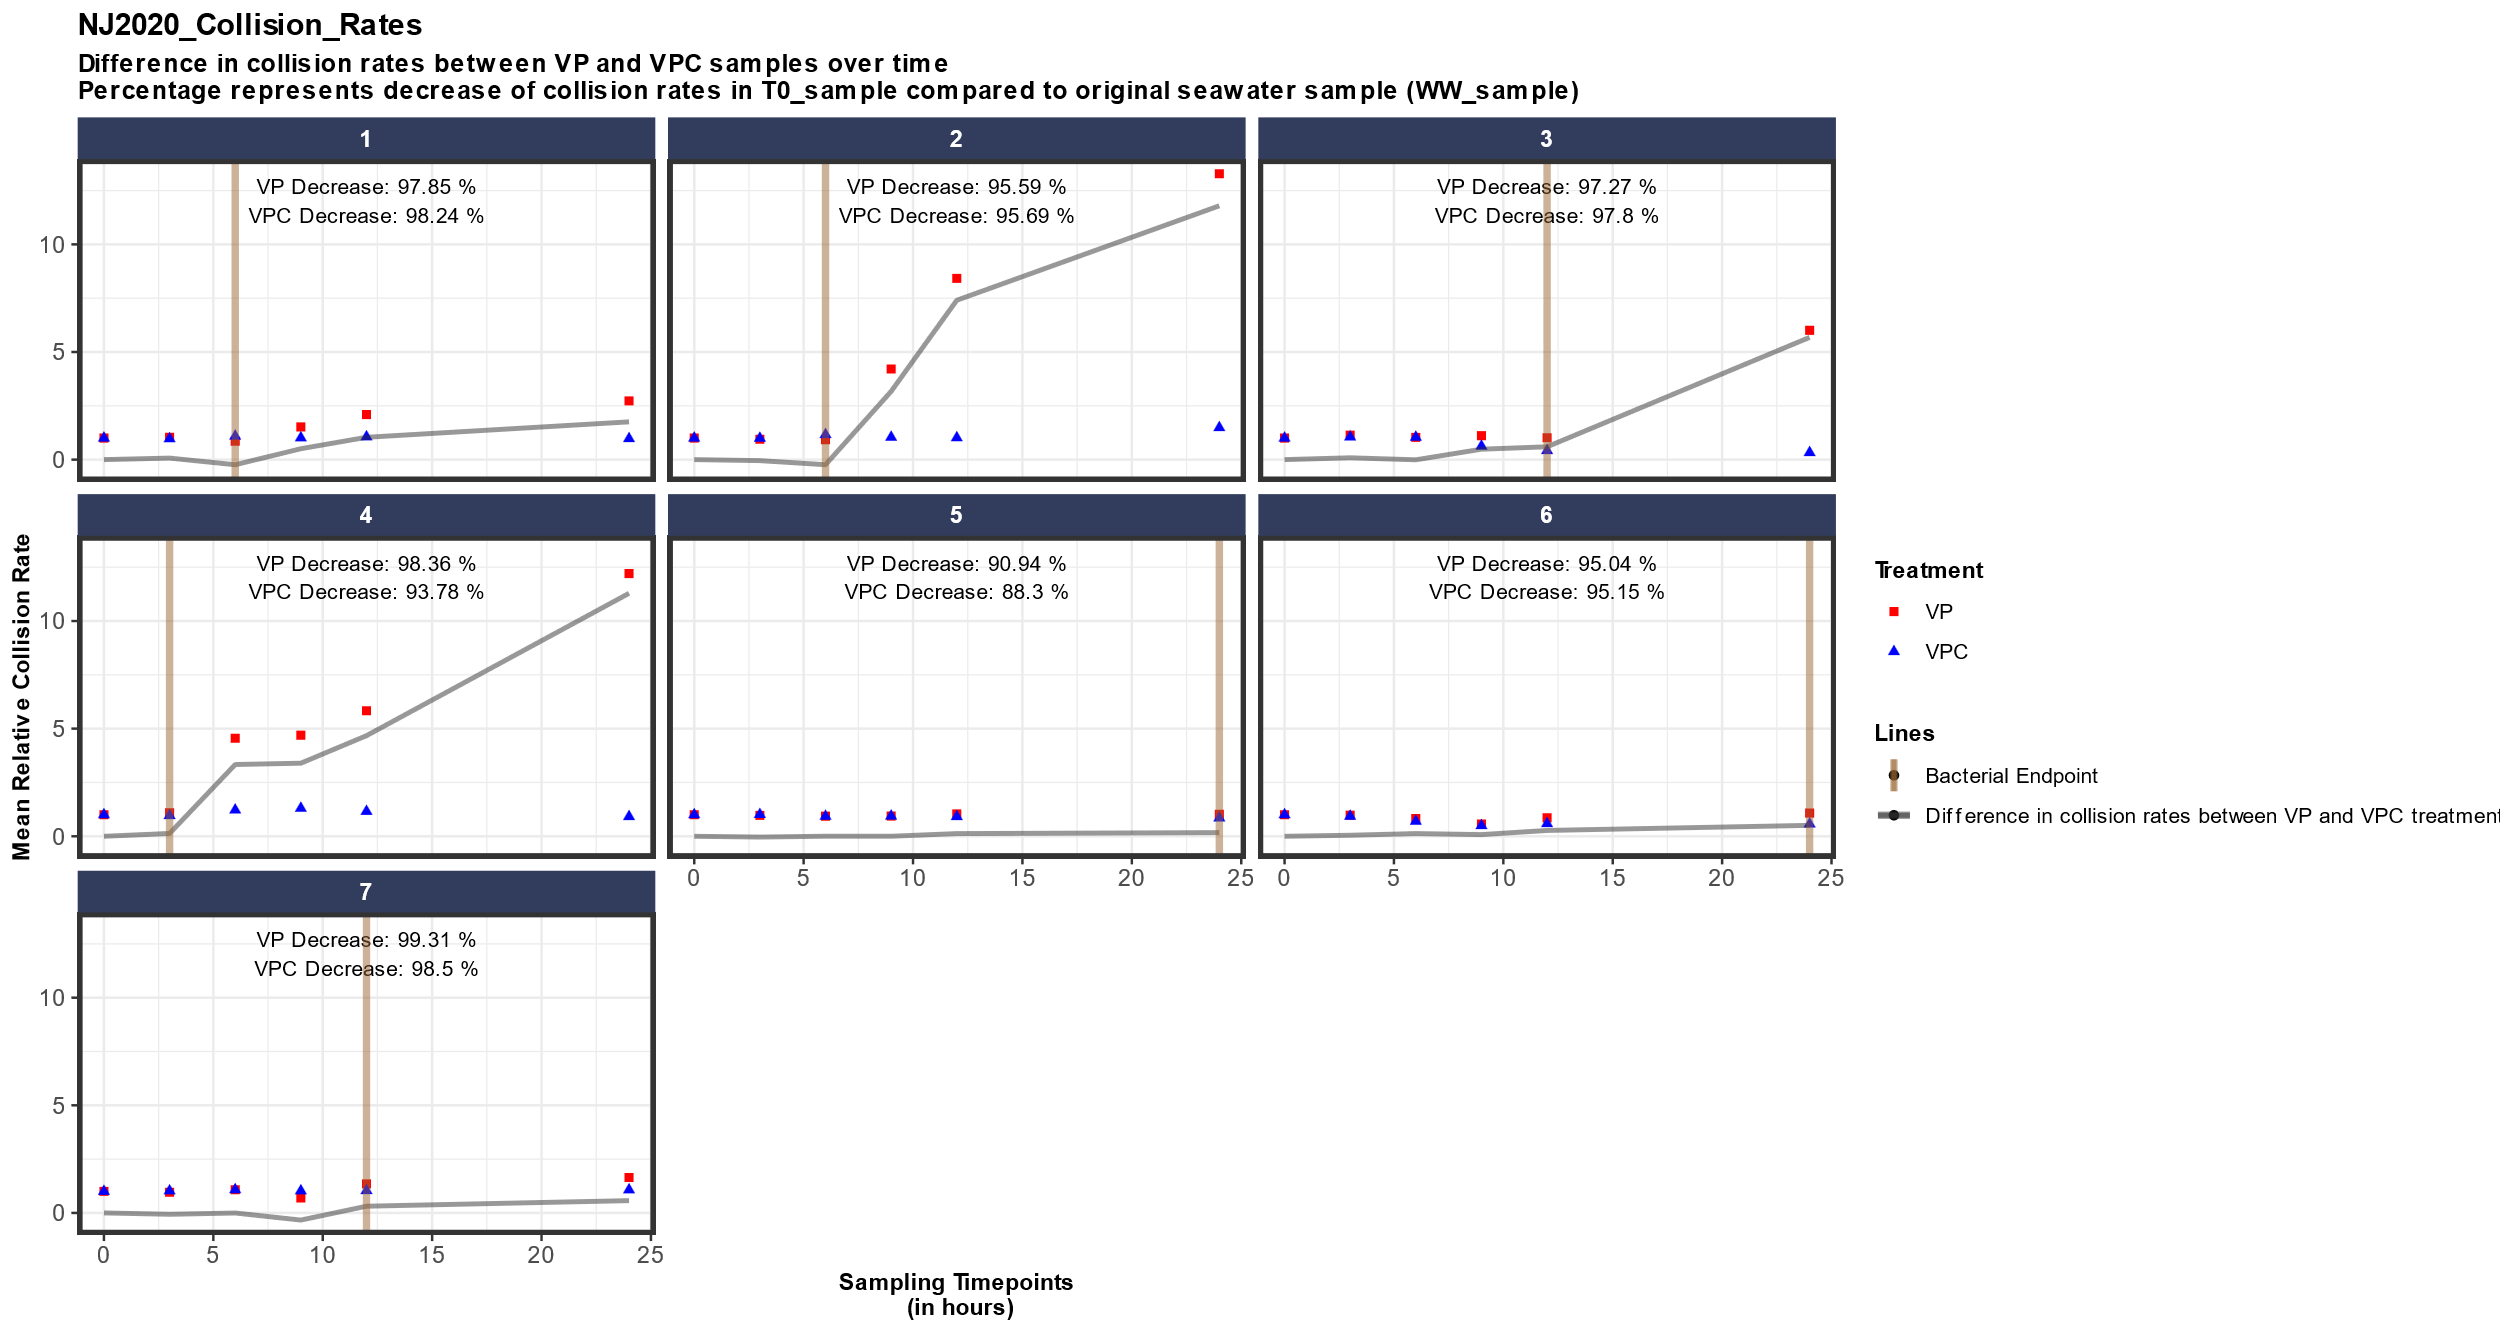 NJ2020_Collision_Rates
Difference in collision rates between VP and VPC samples over time
Percentage represents decrease of collision rates in T0_sample compared to original seawater sample (WW_sample)
1
2
3
VP Decrease: 97.85 %
VPC Decrease: 98.24 %
VP Decrease: 95.59 %
VPC Decrease: 95.69 %
VP Decrease: 97.27 %
VPC Decrease: 97.8 %
10
5
0
4
5
6
VP Decrease: 98.36 %
VPC Decrease: 93.78 %
VP Decrease: 90.94 %
VPC Decrease: 88.3 %
VP Decrease: 95.04 %
VPC Decrease: 95.15 %
10
5
0
0 5 10 15 20 25
0 5 10 15 20 25
7
VP Decrease: 99.31 %
VPC Decrease: 98.5 %
10
5
0
0 5 10 15 20 25
Mean Relative Collision Rate
Sampling Timepoints
(in hours)
Treatment
VP
VPC
Lines
Bacterial Endpoint
Difference in collision rates between VP and VPC treatment